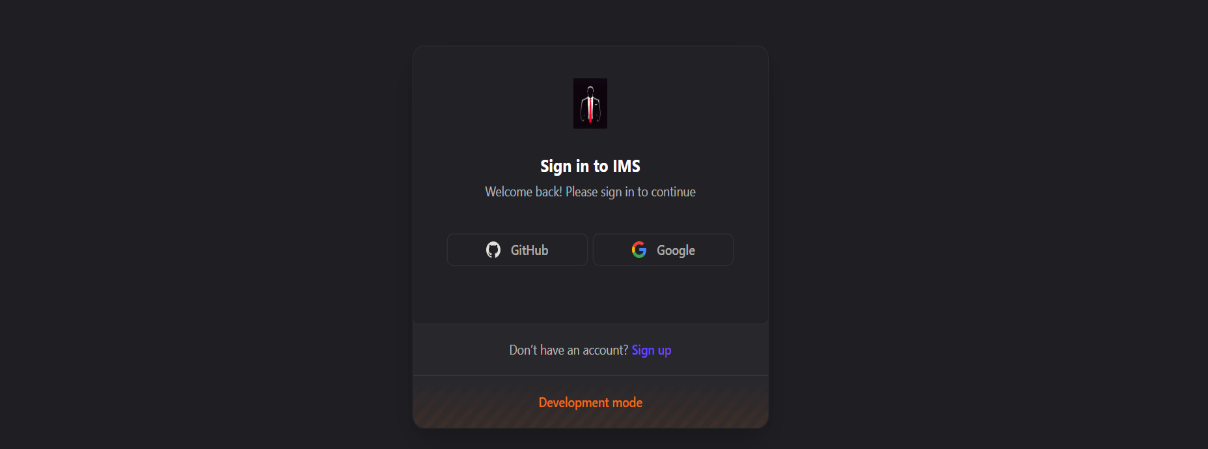 Sign in to IMS
Welcome back! Please sign in to continue
GitHub
Google
Don't have an account? Sign up
Development mode